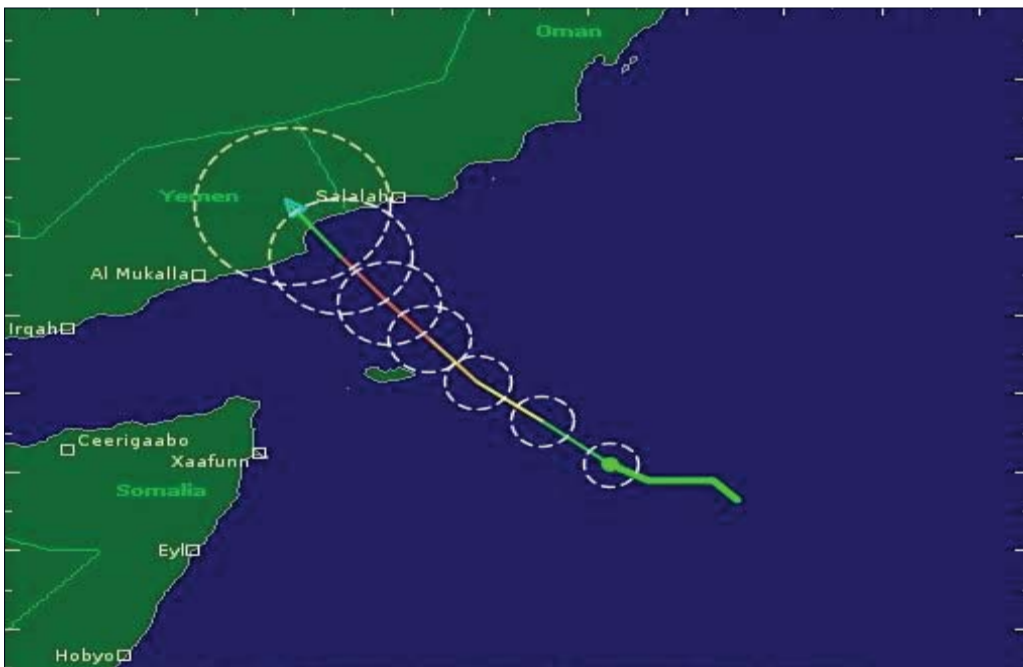 Oman
Yemen
Salalah
Al Mukalla
Irqah
Ceerigaabo
Xaafunn
Somalia
Eyl
Hobyo